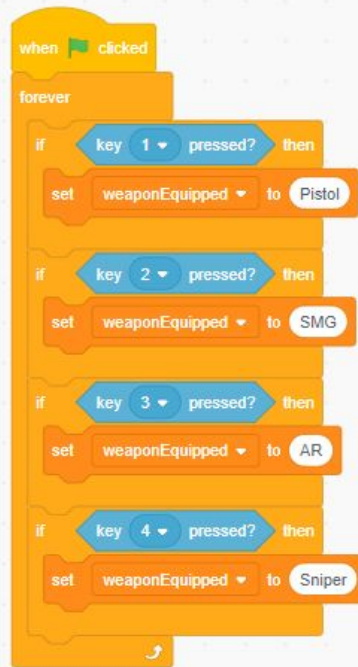 when clicked
forever
if key 1 pressed? then
set weaponEquipped to Pistol
if key 2 pressed? then
set weaponEquipped to SMG
if key 3 pressed? then
set weaponEquipped to AR
if key 4 pressed? then
set weaponEquipped to Sniper